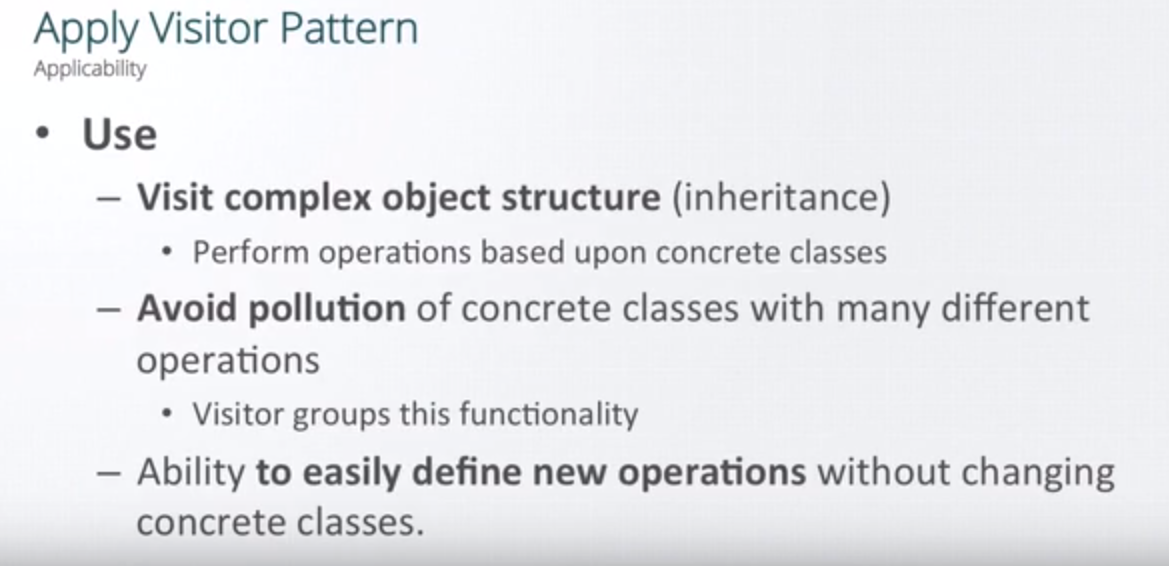 Apply Visitor Pattern
Applicability
• Use
– Visit complex object structure (inheritance)
• Perform operations based upon concrete classes
– Avoid pollution of concrete classes with many different
operations
• Visitor groups this functionality
– Ability to easily define new operations without changing
concrete classes.